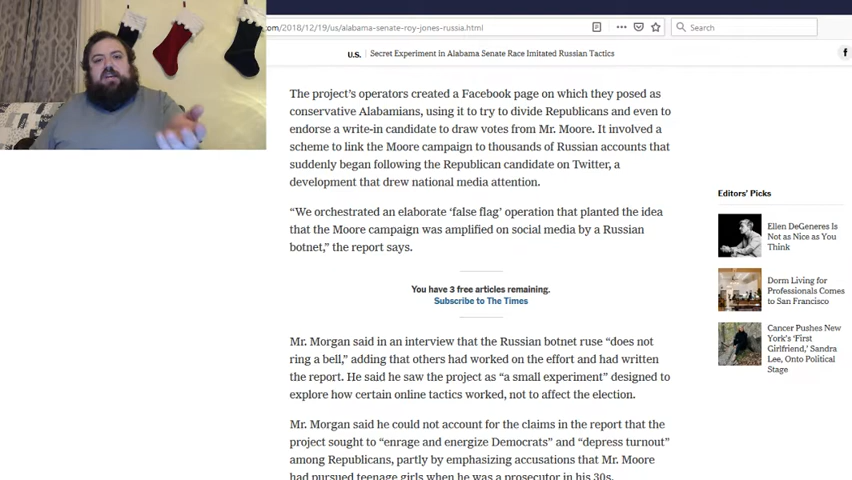 com/2018/12/19/us/alabama-senate-roy-jones-russia.html
Search
U.S. | Secret Experiment in Alabama Senate Race Imitated Russian Tactics
The project's operators created a Facebook page on which they posed as
conservative Alabamians, using it to try to divide Republicans and even to
endorse a write-in candidate to draw votes from Mr. Moore. It involved a
scheme to link the Moore campaign to thousands of Russian accounts that
suddenly began following the Republican candidate on Twitter, a
development that drew national media attention.
“We orchestrated an elaborate ‘false flag’ operation that planted the idea
that the Moore campaign was amplified on social media by a Russian
botnet,” the report says.
You have 3 free articles remaining.
Subscribe to The Times
Mr. Morgan said in an interview that the Russian botnet ruse “does not
ring a bell,” adding that others had worked on the effort and had written
the report. He said he saw the project as “a small experiment” designed to
explore how certain online tactics worked, not to affect the election.
Mr. Morgan said he could not account for the claims in the report that the
project sought to “enrage and energize Democrats” and “depress turnout”
among Republicans, partly by emphasizing accusations that Mr. Moore
had pursued teenage girls when he was a prosecutor in his 30s.
Editors' Picks
Ellen DeGeneres Is
Not as Nice as You
Think
Dorm Living for
Professionals Comes
to San Francisco
Cancer Pushes New
York's ‘First
Girlfriend,’ Sandra
Lee, Onto Political
Stage